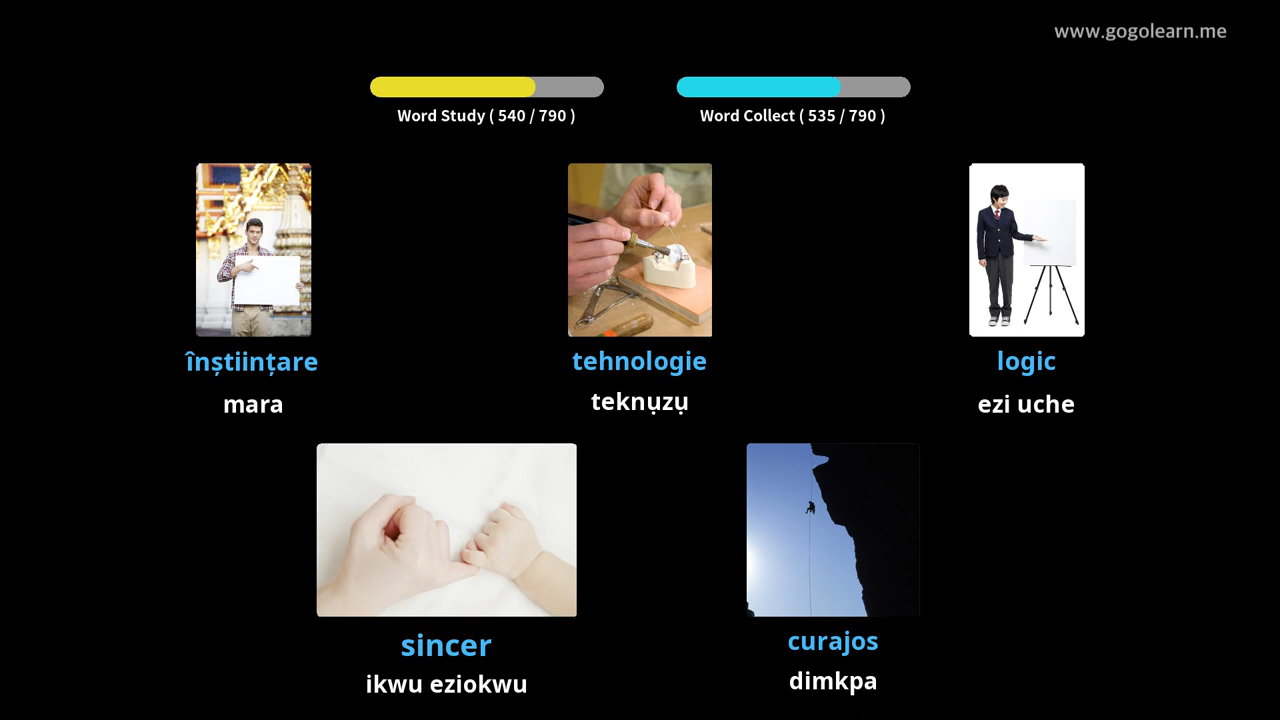 www.gogolearn.me
Word Study ( 540 / 790 )
Word Collect ( 535 / 790 )
înștiințare
mara
tehnologie
teknụzụ
logic
ezi uche
sincer
ikwu eziokwu
curajos
dimkpa